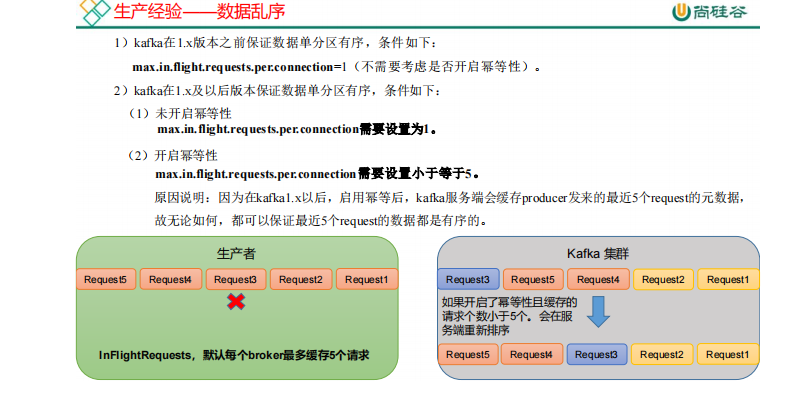 生产经验——数据乱序
尚硅谷
1）kafka在1.x版本之前保证数据单分区有序，条件如下：
max.in.flight.requests.per.connection=1（不需要考虑是否开启幂等性）。
2）kafka在1.x及以后版本保证数据单分区有序，条件如下：
（1）未开启幂等性
max.in.flight.requests.per.connection需要设置为1。
（2）开启幂等性
max.in.flight.requests.per.connection需要设置小于等于5。
原因说明：因为在kafka1.x以后，启用幂等后，kafka服务端会缓存producer发来的最近5个request的元数据，
故无论如何，都可以保证最近5个request的数据都是有序的。
生产者
Request5 Request4 Request3 Request2 Request1
InFlightRequests，默认每个broker最多缓存5个请求
Kafka 集群
Request3 Request5 Request4 Request2 Request1
如果开启了幂等性且缓存的
请求个数小于5个。会在服
务端重新排序
Request5 Request4 Request3 Request2 Request1